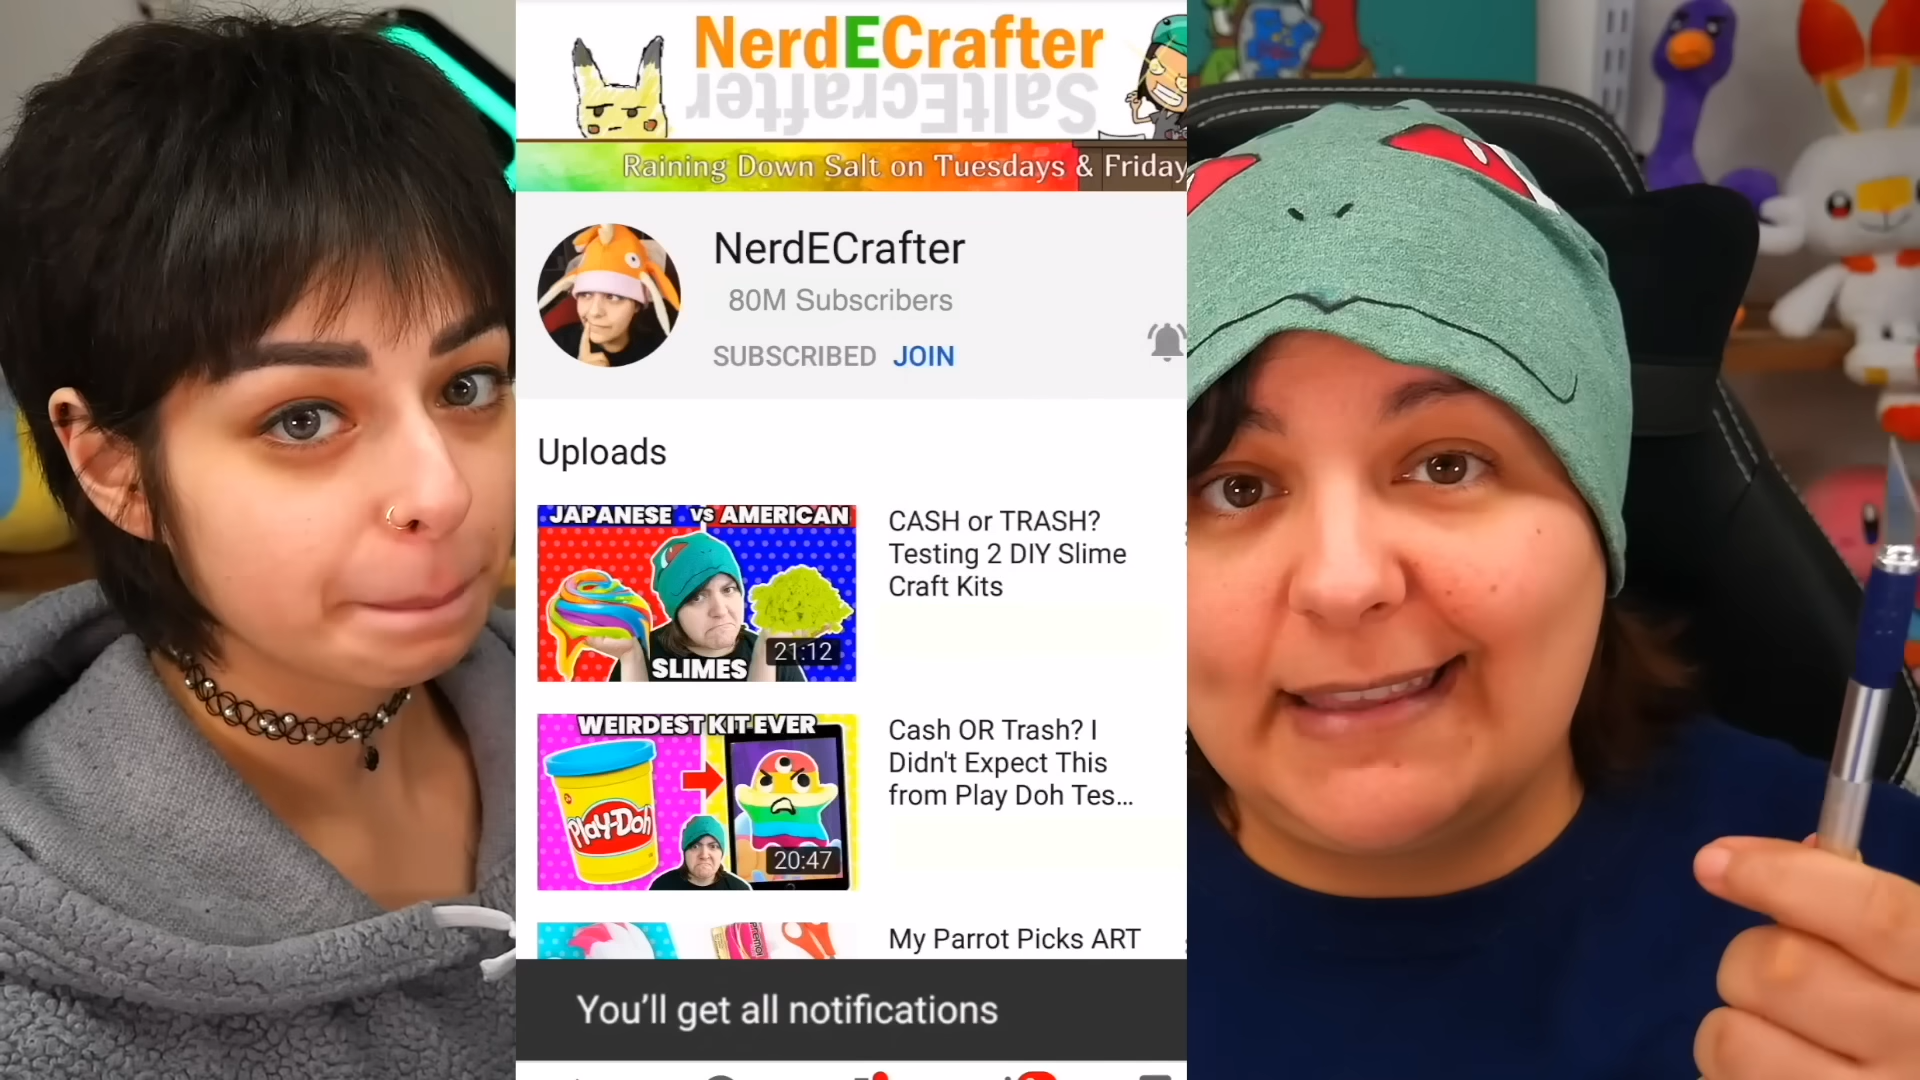 NerdECrafter
SaltEcrafter
Raining Down Salt on Tuesdays & Friday
NerdECrafter
80M Subscribers
SUBSCRIBED JOIN
Uploads
JAPANESE vs AMERICAN
SLIMES
21:12
CASH or TRASH?
Testing 2 DIY Slime
Craft Kits
WEIRDEST KIT EVER
Play-Doh
20:47
Cash OR Trash? I
Didn't Expect This
from Play Doh Tes...
My Parrot Picks ART
You'll get all notifications